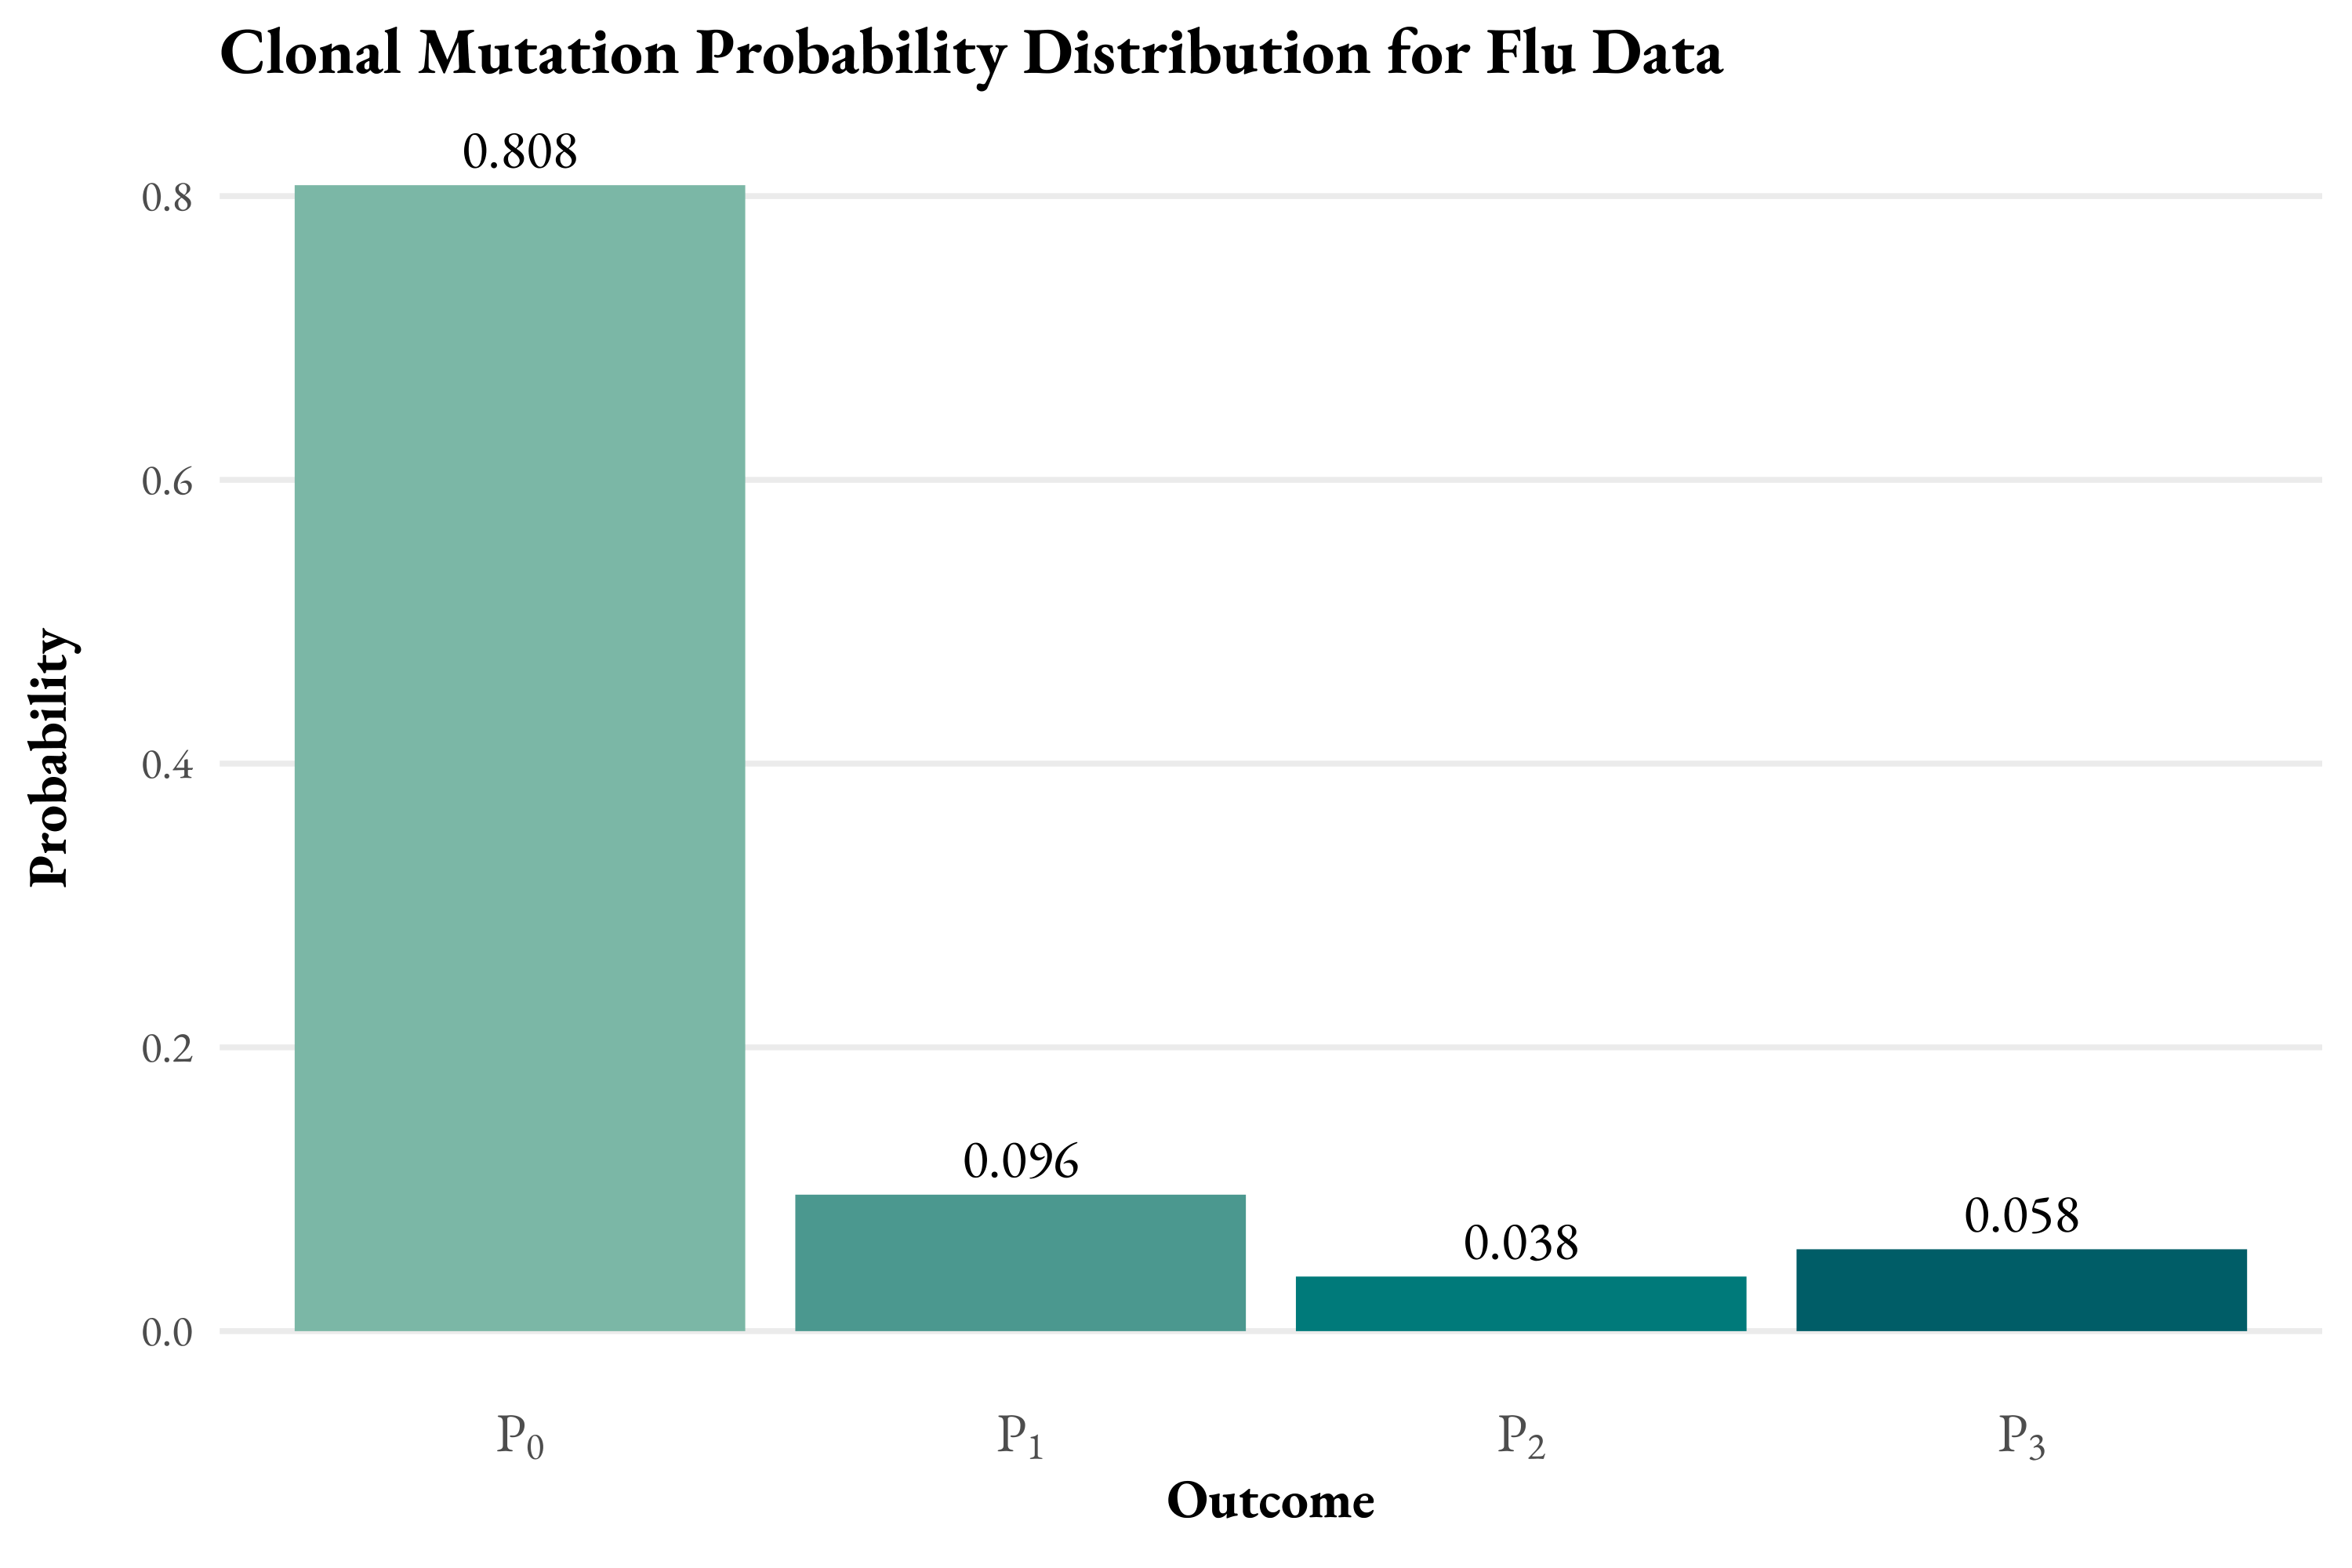 Clonal Mutation Probability Distribution for Flu Data
0.808
0.8
0.6
0.4
0.2
0.0
Probability
0.096
0.038
0.058
P₀ P₁ P₂ P₃
Outcome